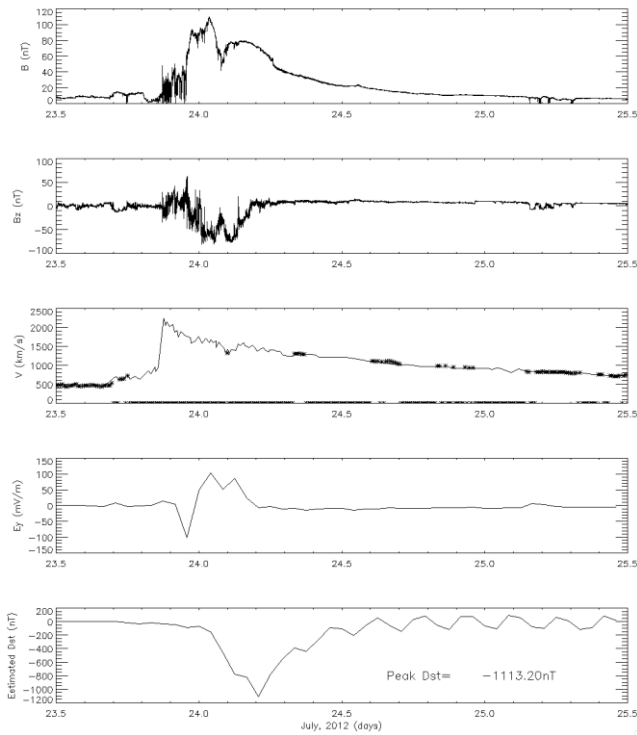 B (nT)
120
100
80
60
40
20
0
23.5 24.0 24.5 25.0 25.5
Bz (nT)
100
50
0
-50
-100
23.5 24.0 24.5 25.0 25.5
V (km/s)
2500
2000
1500
1000
500
0
23.5 24.0 24.5 25.0 25.5
Ey (mV/m)
150
100
50
0
-50
-100
-150
23.5 24.0 24.5 25.0 25.5
Estimated Dst (nT)
200
0
-200
-400
-600
-800
-1000
-1200
Peak Dst= -1113.20nT
23.5 24.0 24.5 25.0 25.5
July, 2012 (days)